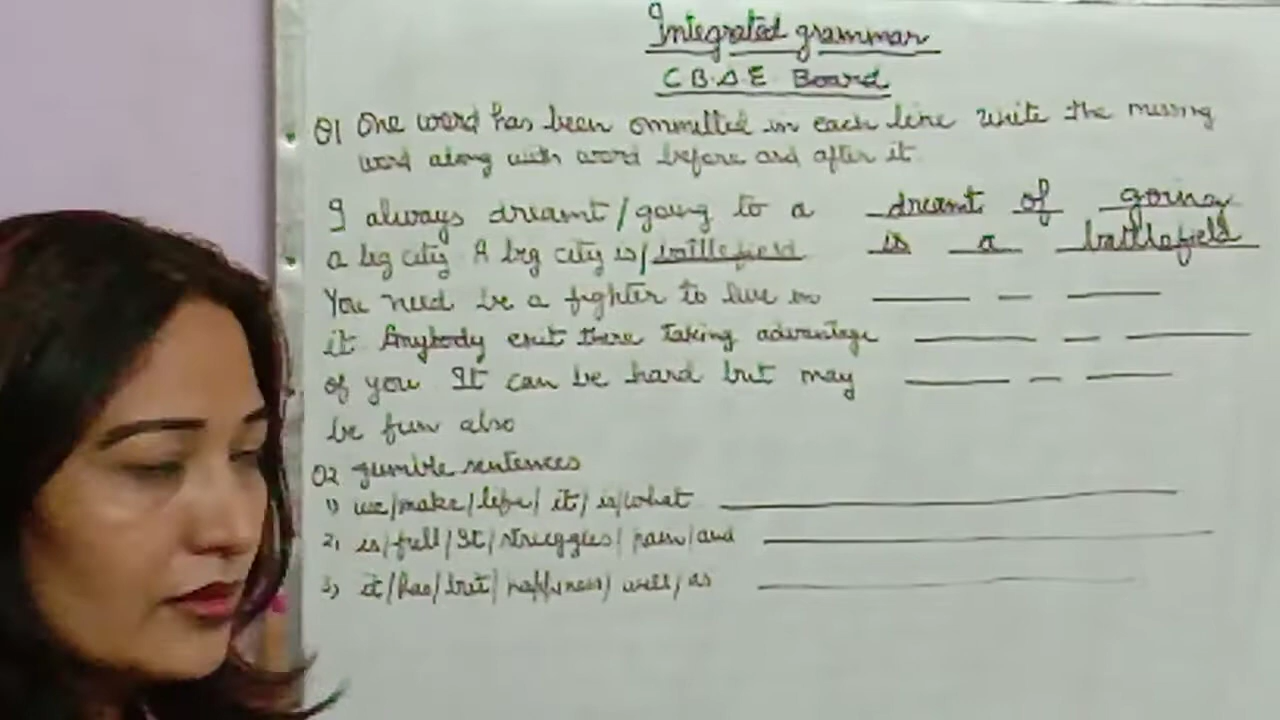 Integrated grammar
C.B.S.E. Board
Q1 One word has been ommitted in each line Write the missing
word along with word before and after it.
I always dreamt/going to a dreamt of going
a big city. A big city is/battlefield is a battlefield
You need be a fighter to live in
it. Anybody exit there taking advantage
of you It can be hard but may
be fun also
Q2 Jumble sentences
1) we/make/life/it/is/what
2, is/full/It/struggles/pain/and
3) it/has/but/happiness/well/as